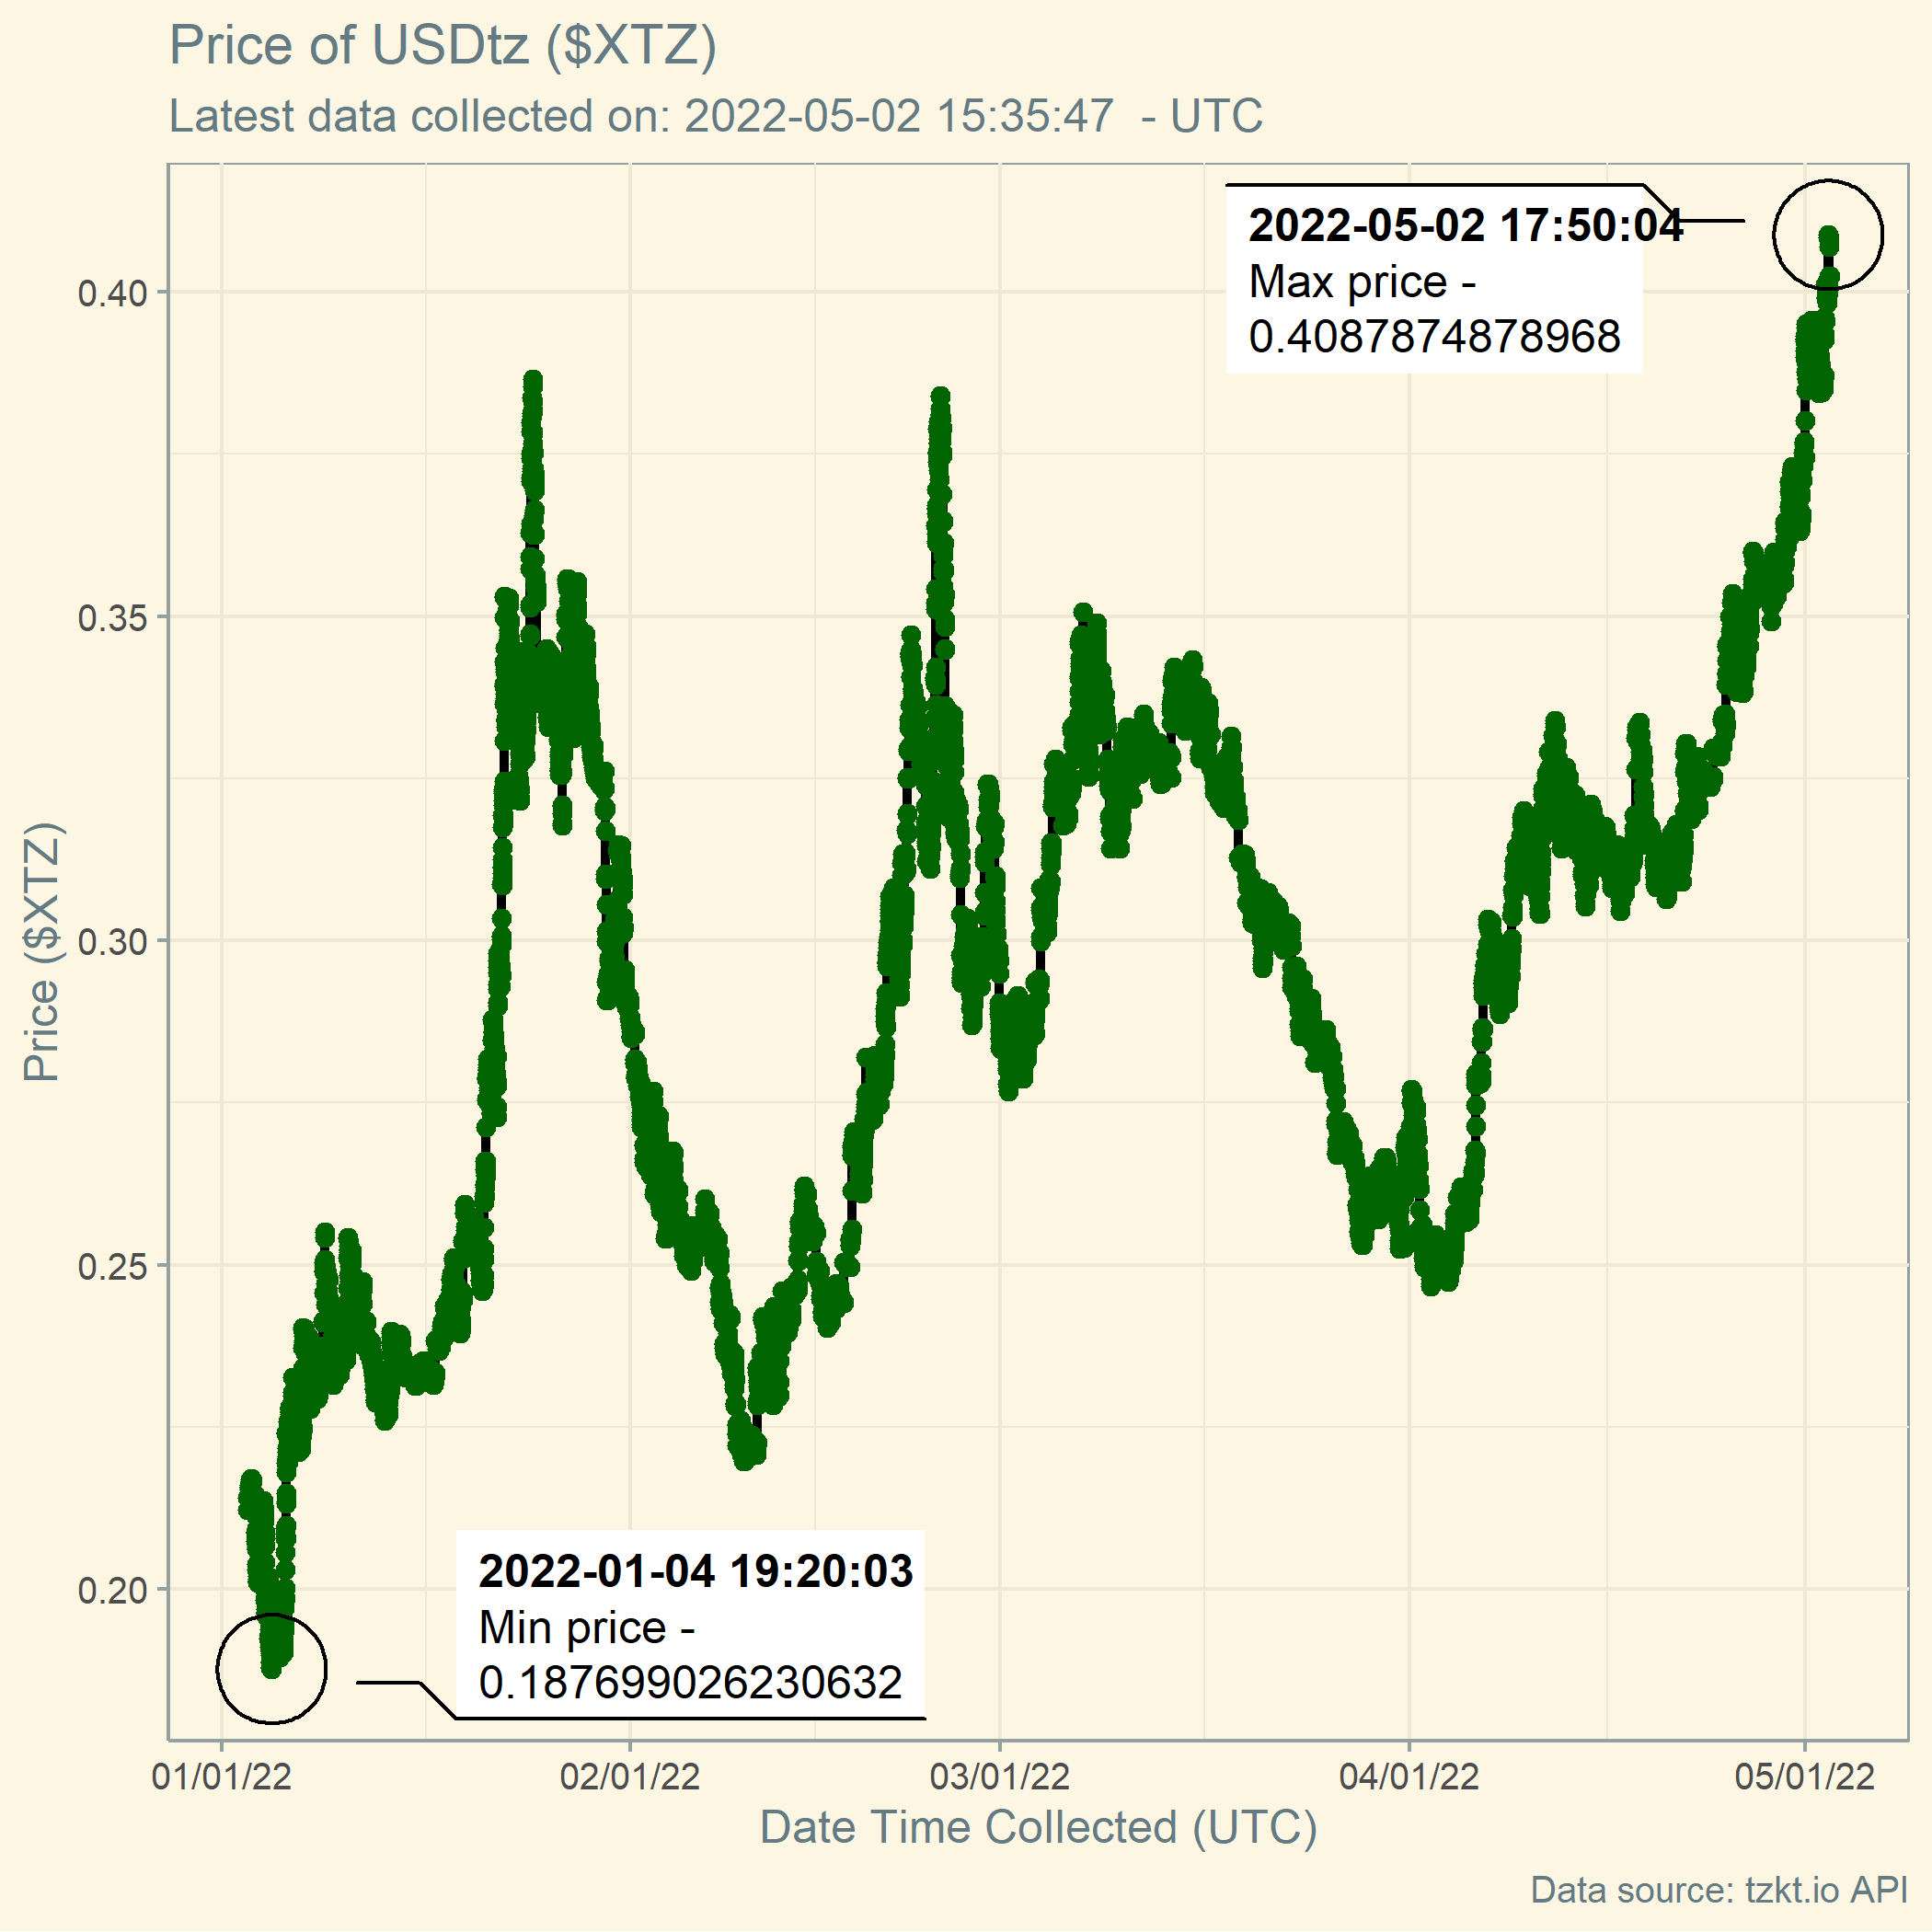 Price of USDtz ($XTZ)
Latest data collected on: 2022-05-02 15:35:47  - UTC
2022-05-02 17:50:04
Max price -
0.4087874878968
0.40
0.35
0.30
0.25
0.20
Price ($XTZ)
2022-01-04 19:20:03
Min price -
0.187699026230632
01/01/22
02/01/22
03/01/22
04/01/22
05/01/22
Date Time Collected (UTC)
Data source: tzkt.io API